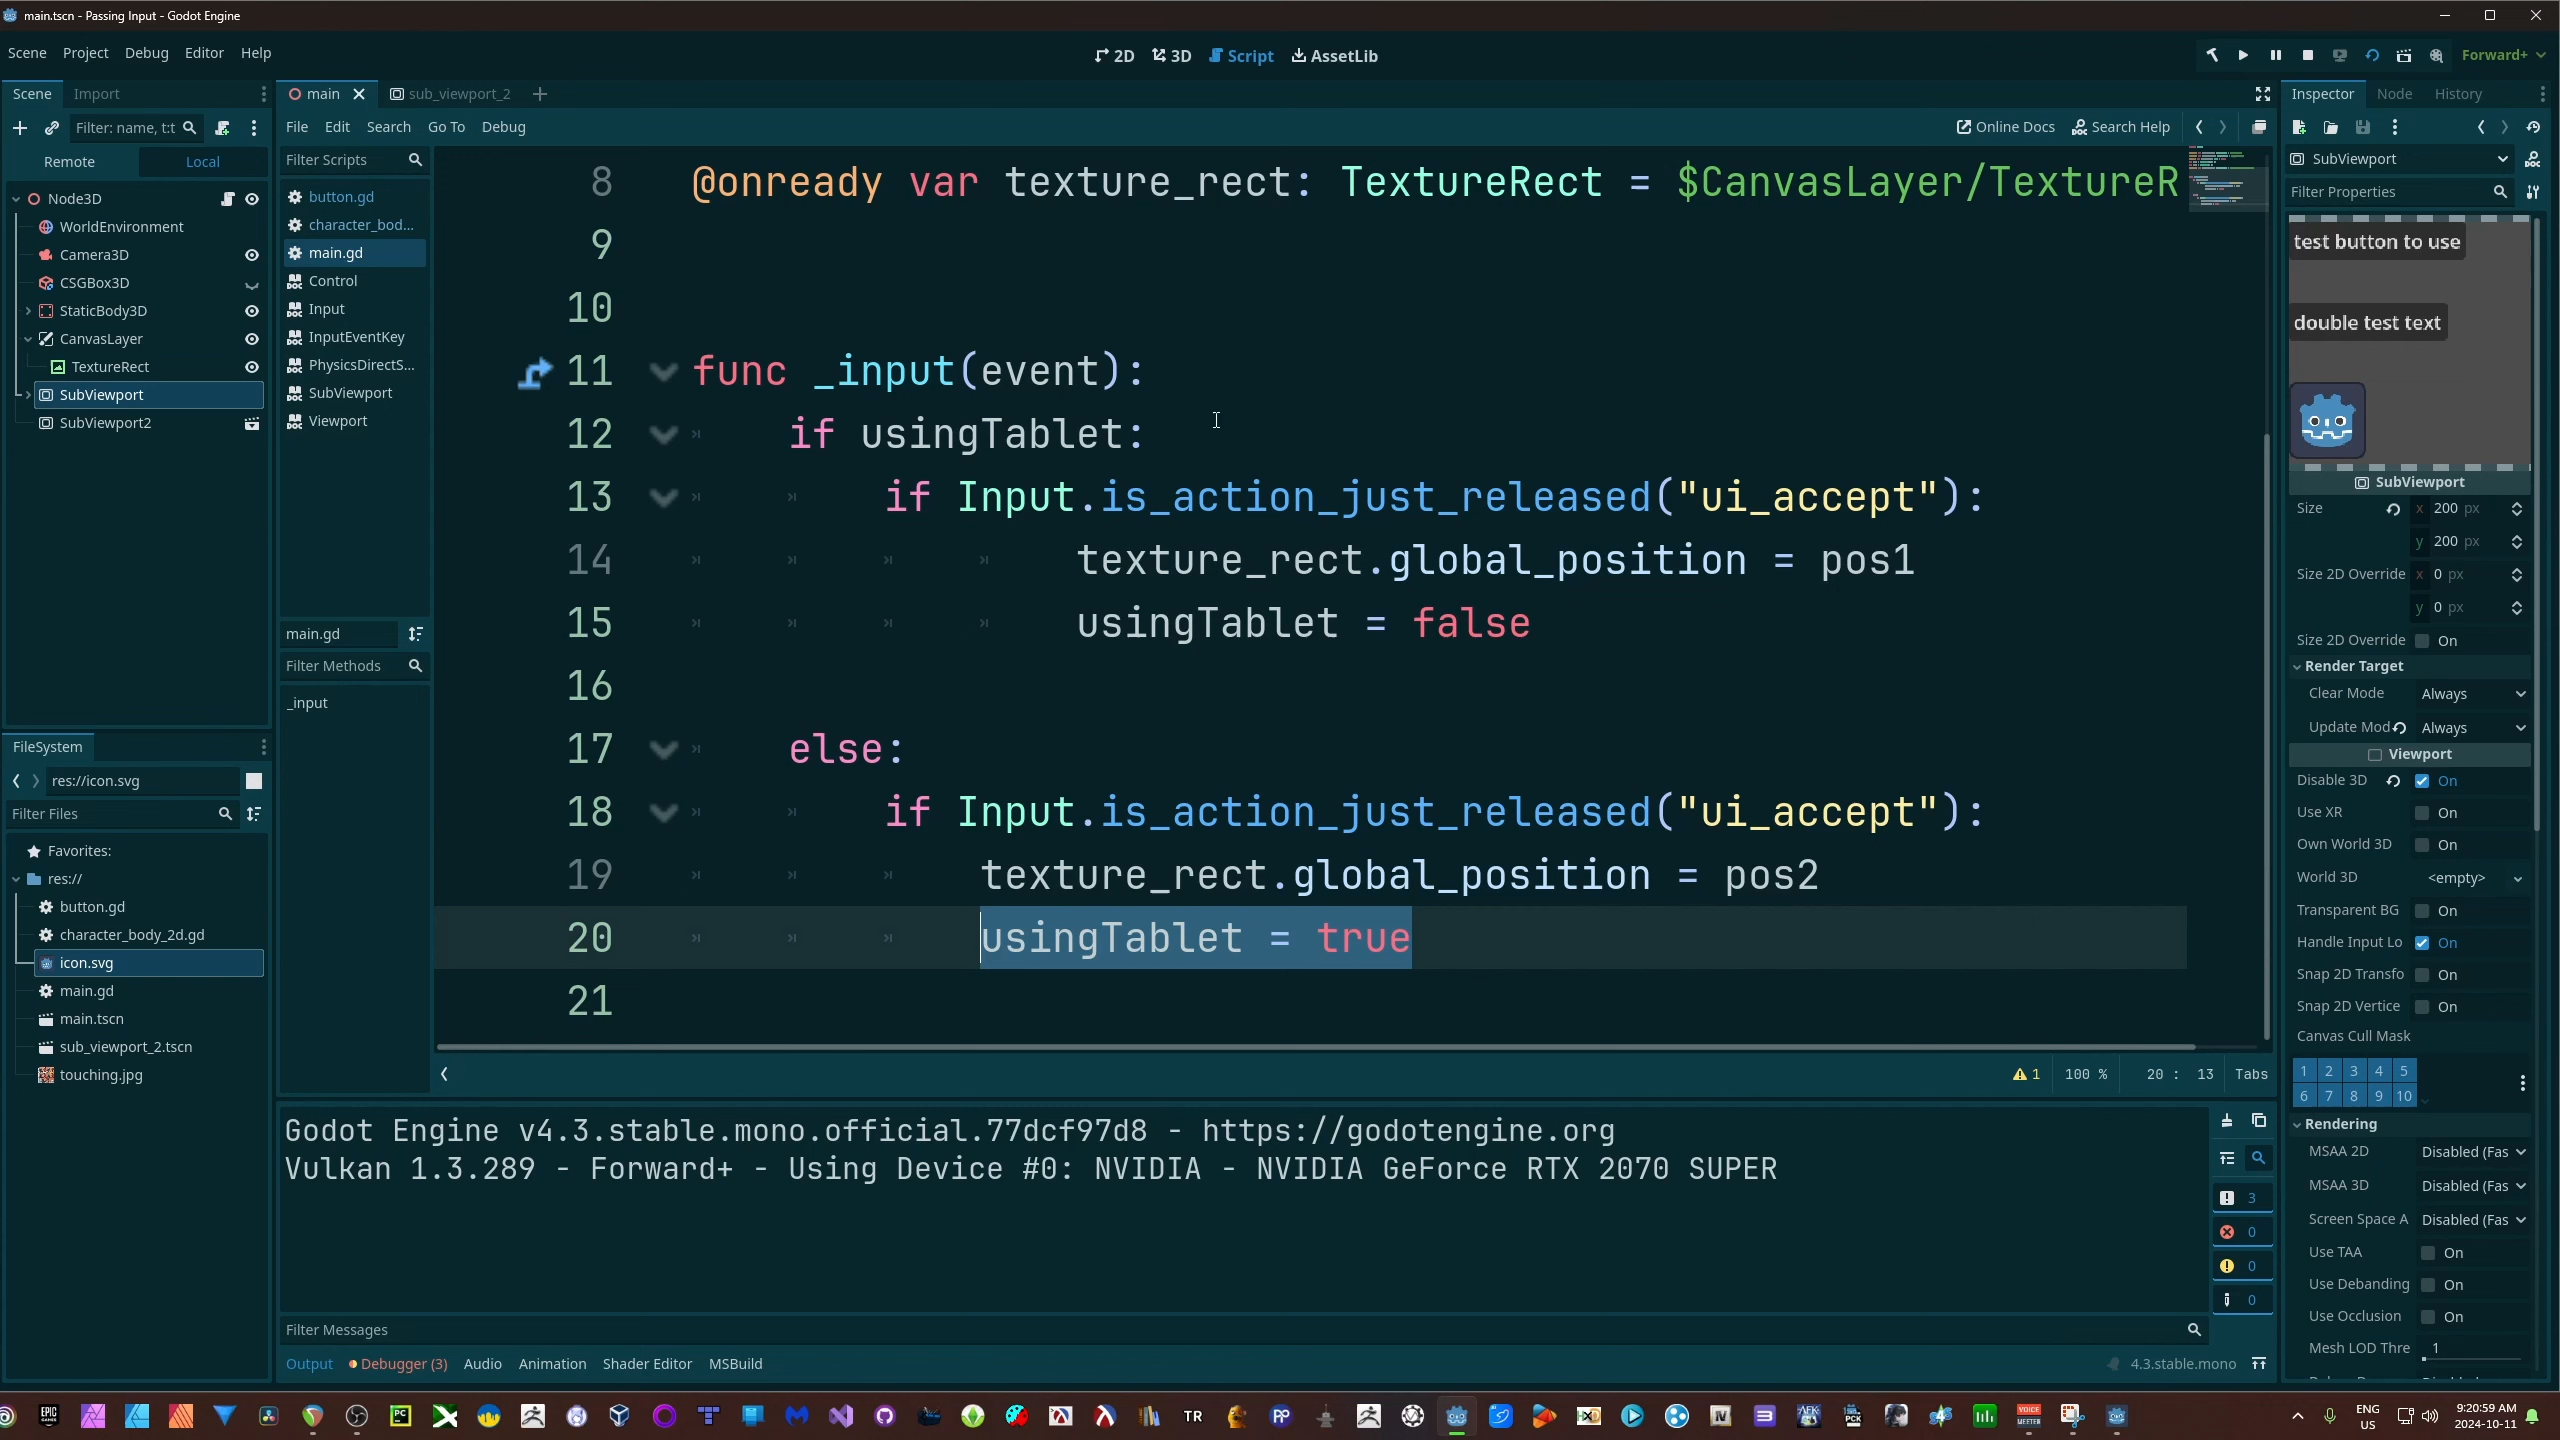 main.tscn - Passing Input - Godot Engine
Scene Project Debug Editor Help
2D 3D Script AssetLib
Forward+
Scene Import
Filter: name, t:t
Remote Local
Node3D
WorldEnvironment
Camera3D
CSGBox3D
StaticBody3D
CanvasLayer
TextureRect
SubViewport
SubViewport2
FileSystem
res://icon.svg
Filter Files
Favorites:
res://
button.gd
character_body_2d.gd
icon.svg
main.gd
main.tscn
sub_viewport_2.tscn
touching.jpg
main sub_viewport_2
File Edit Search Go To Debug
Online Docs Search Help
Filter Scripts
button.gd
character_bod...
main.gd
Control
Input
InputEventKey
PhysicsDirectS...
SubViewport
Viewport
main.gd
Filter Methods
_input
8 @onready var texture_rect: TextureRect = $CanvasLayer/TextureR
9
10
11 func _input(event):
12 if usingTablet:
13 if Input.is_action_just_released("ui_accept"):
14 texture_rect.global_position = pos1
15 usingTablet = false
16
17 else:
18 if Input.is_action_just_released("ui_accept"):
19 texture_rect.global_position = pos2
20 usingTablet = true
21
1 100 % 20 : 13 Tabs
Godot Engine v4.3.stable.mono.official.77dcf97d8 - https://godotengine.org
Vulkan 1.3.289 - Forward+ - Using Device #0: NVIDIA - NVIDIA GeForce RTX 2070 SUPER
3
0
0
0
Filter Messages
Output Debugger (3) Audio Animation Shader Editor MSBuild
4.3.stable.mono
Inspector Node History
SubViewport
Filter Properties
test button to use
double test text
SubViewport
Size x 200 px
y 200 px
Size 2D Override x 0 px
y 0 px
Size 2D Override On
Render Target
Clear Mode Always
Update Mod Always
Viewport
Disable 3D On
Use XR On
Own World 3D On
World 3D <empty>
Transparent BG On
Handle Input Lo On
Snap 2D Transfo On
Snap 2D Vertice On
Canvas Cull Mask
1 2 3 4 5
6 7 8 9 10
Rendering
MSAA 2D Disabled (Fas
MSAA 3D Disabled (Fas
Screen Space A Disabled (Fas
Use TAA On
Use Debanding On
Use Occlusion On
Mesh LOD Thre 1
ENG
US
9:20:59 AM
2024-10-11